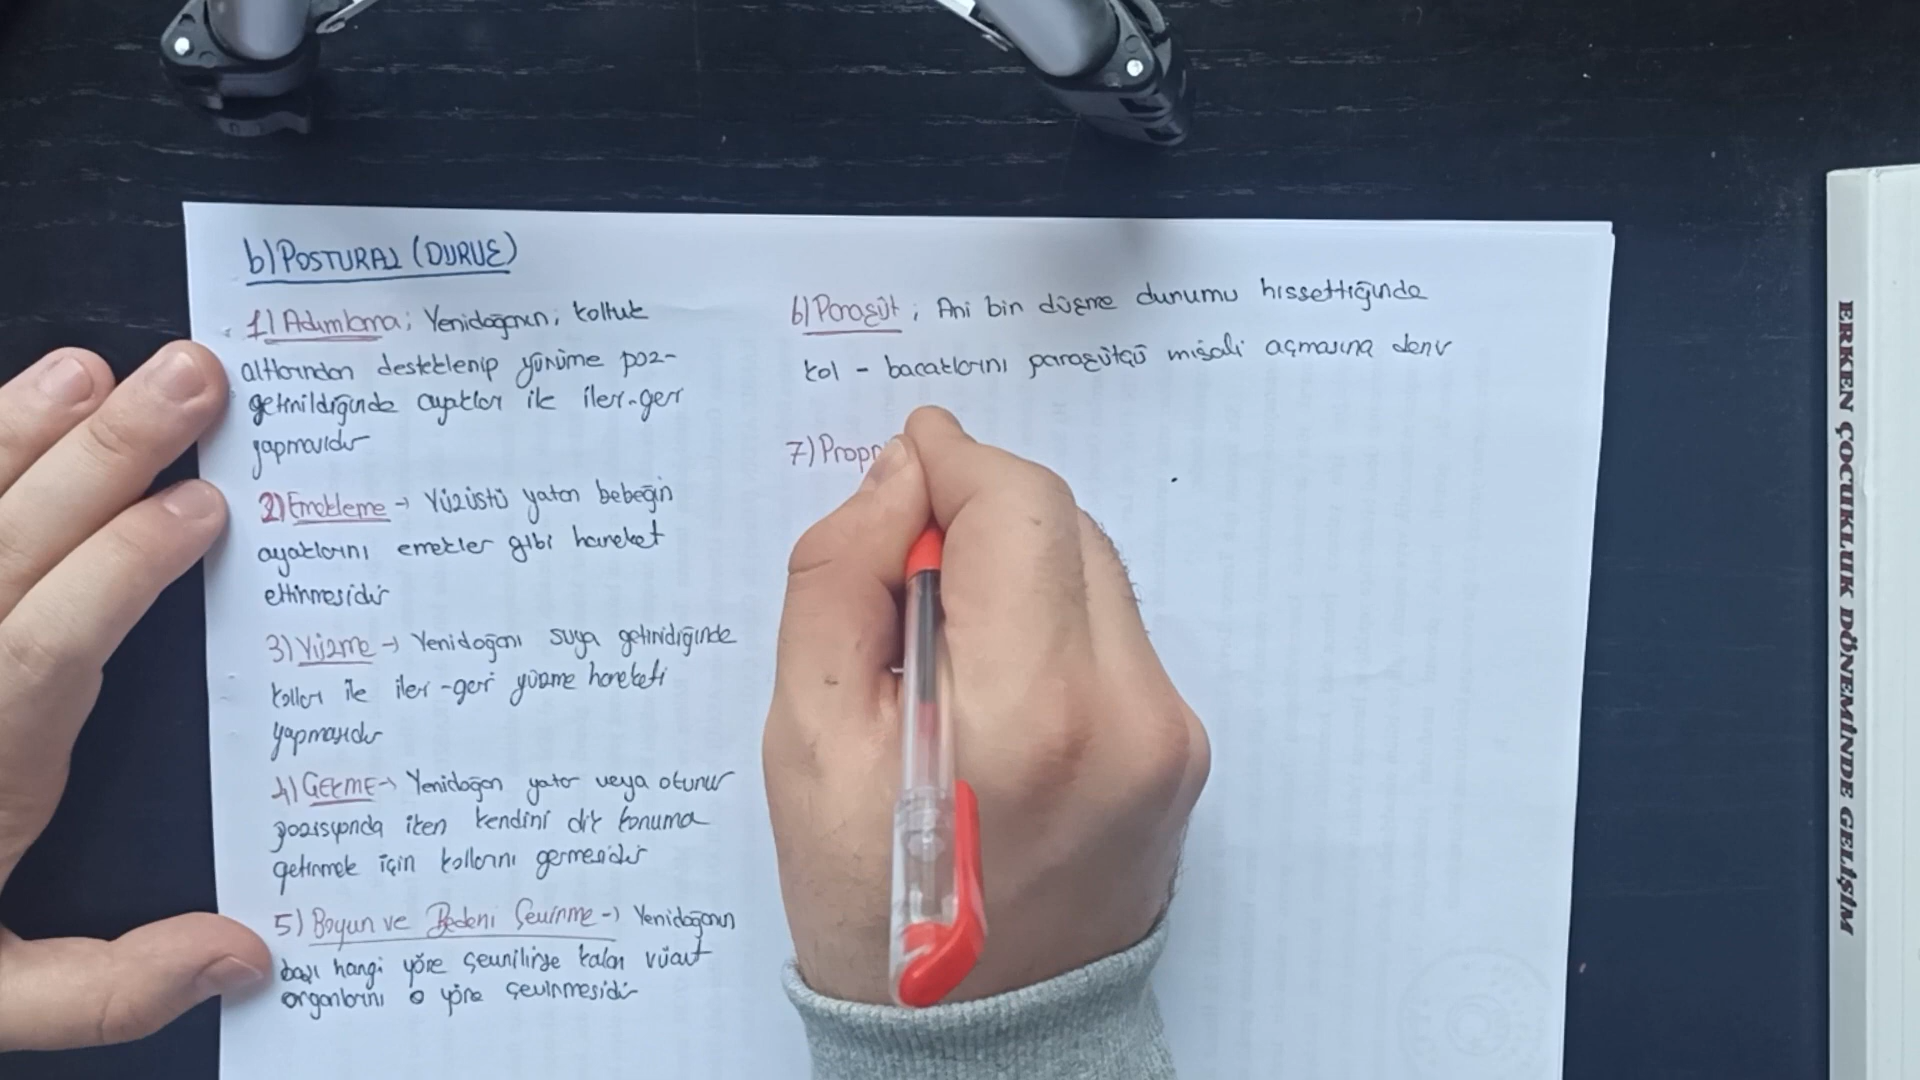 b) POSTURAL (DURUŞ)
1) Adımlama; Yenidoğanın; koltuk
altlarından desteklenip yürüme poz-
getirildiğinde ayaklar ile ileri-geri
yapmasıdır
2) Emekleme → Yüzüstü yatan bebeğin
ayaklarını emekler gibi hareket
ettirmesidir
3) Yüzme → Yenidoğanı suya getirdiğinde
kolları ile ileri-geri yüzme hareketi
yapmasıdır
4) GERME → Yenidoğan yatar veya oturur
pozisyonda iken kendini dik konuma
getirmek için kollarını germesidir
5) Boyun ve Bedeni Çevirme → Yenidoğanın
başı hangi yöne çevrilirse kalan vücut
organlarını o yöne çevirmesidir
6) Paraşüt; Ani bir düşme durumu hissettiğinde
kol - bacaklarını paraşütçü misali açmasına denir
7) Propr
ERKEN ÇOCUKLUK DÖNEMİNDE GELİŞİM